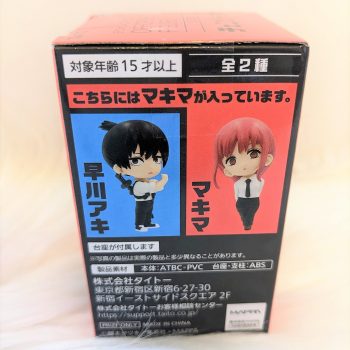 対象年齢15才以上
全2種
こちらにはマキマが入っています。
早川アキ
マキマ
台座が付属します
※写真の製品は実際の製品と多少異なることがあります。
製品素材 本体:ATBC-PVC 台座・支柱:ABS
株式会社タイトー
東京都新宿区新宿6-27-30
新宿イーストサイドスクエア 2F
株式会社タイトーお客様相談センター
https://support.taito.co.jp
MADE IN CHINA
MAPPA